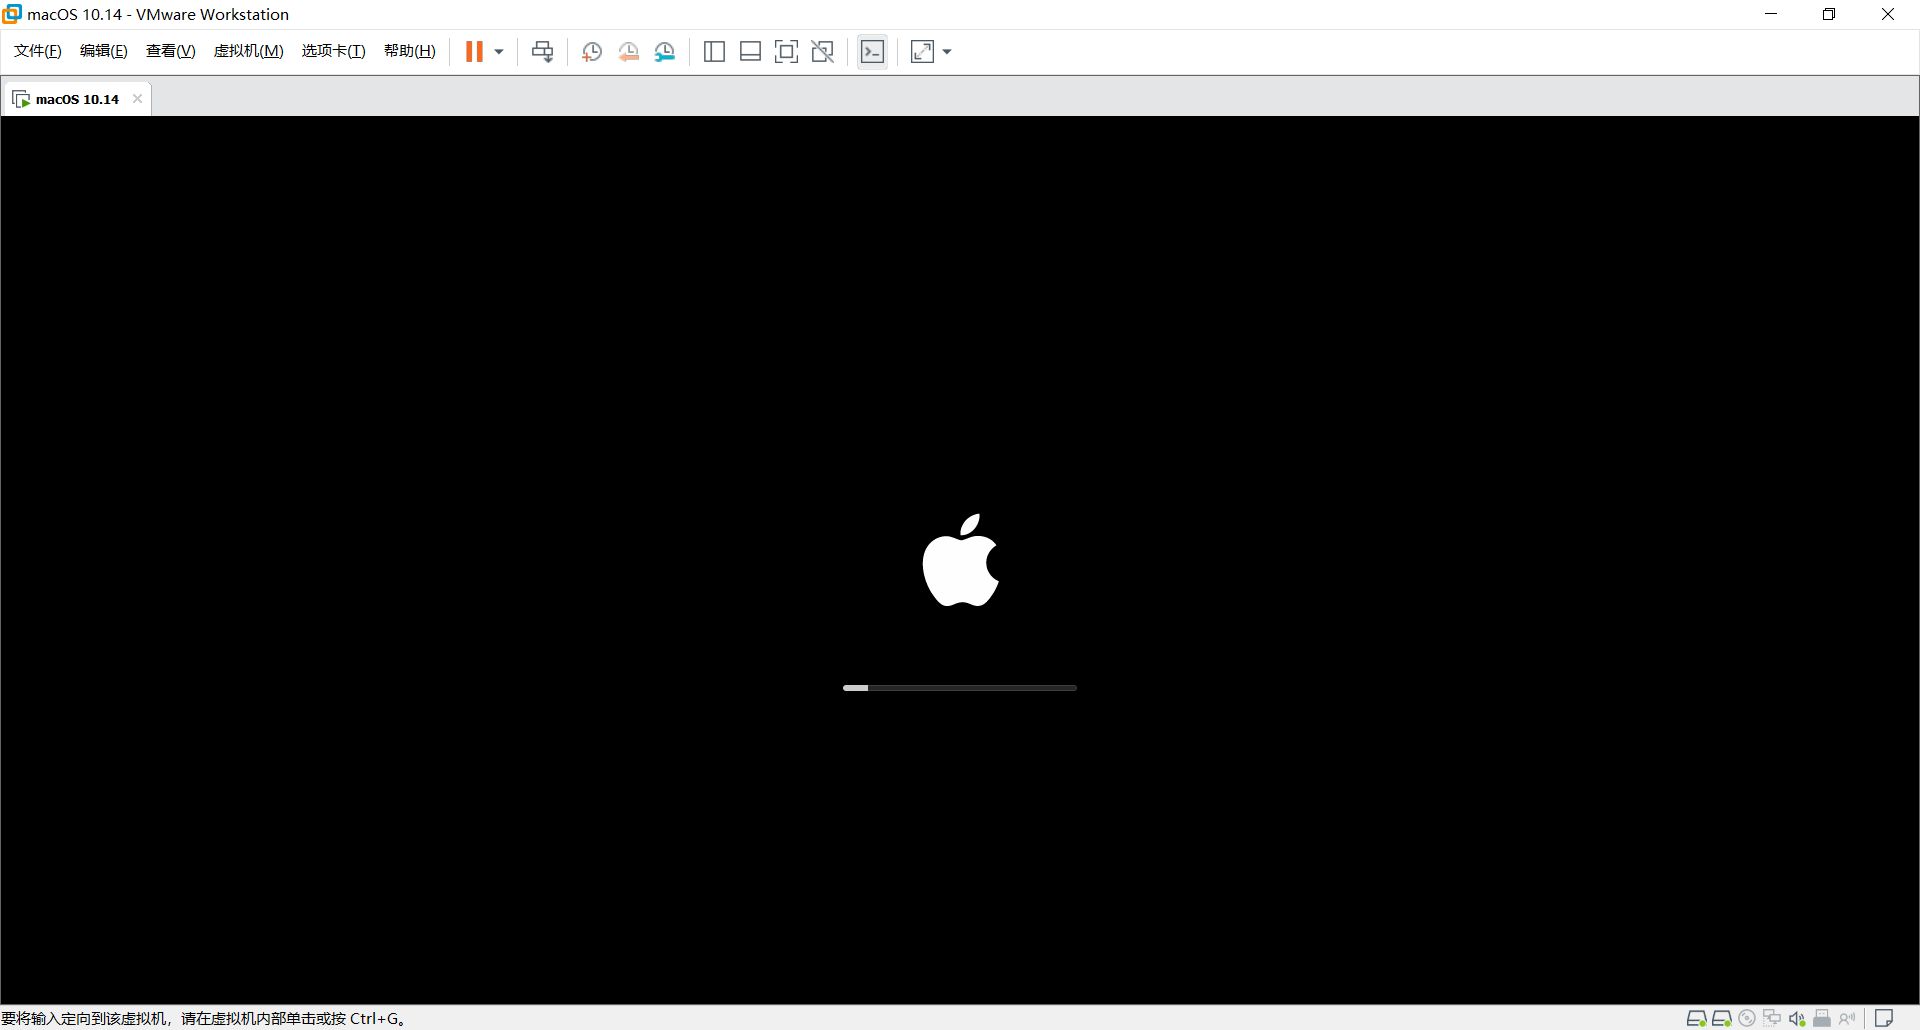 macOS 10.14 - VMware Workstation
文件(F) 编辑(E) 查看(V) 虚拟机(M) 选项卡(T) 帮助(H)
macOS 10.14
要将输入定向到该虚拟机，请在虚拟机内部单击或按 Ctrl+G。